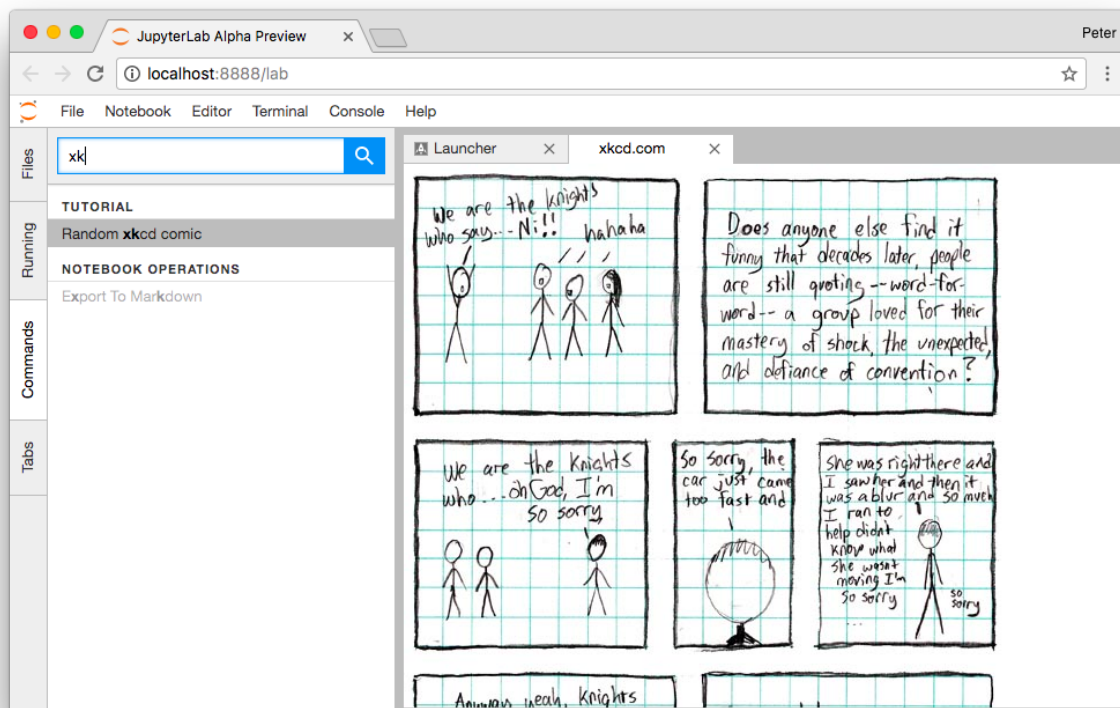 JupyterLab Alpha Preview
Peter
localhost:8888/lab
File Notebook Editor Terminal Console Help
Files
Running
Commands
Tabs
xk
TUTORIAL
Random xkcd comic
NOTEBOOK OPERATIONS
Export To Markdown
Launcher
xkcd.com
We are the knights
who say...Ni!!
hahaha
Does anyone else find it
funny that decades later, people
are still quoting--word-for-
word-- a group loved for their
mastery of shock, the unexpected,
and defiance of convention?
We are the Knights
who...oh God, I'm
so sorry
So sorry, the
car just came
too fast and
She was right there and
I saw her and then it
was a blur and so much
I ran to
help didnt
know what
she wasnt
moving I'm
so sorry
...
so
sorry
Anyway yeah, Knights